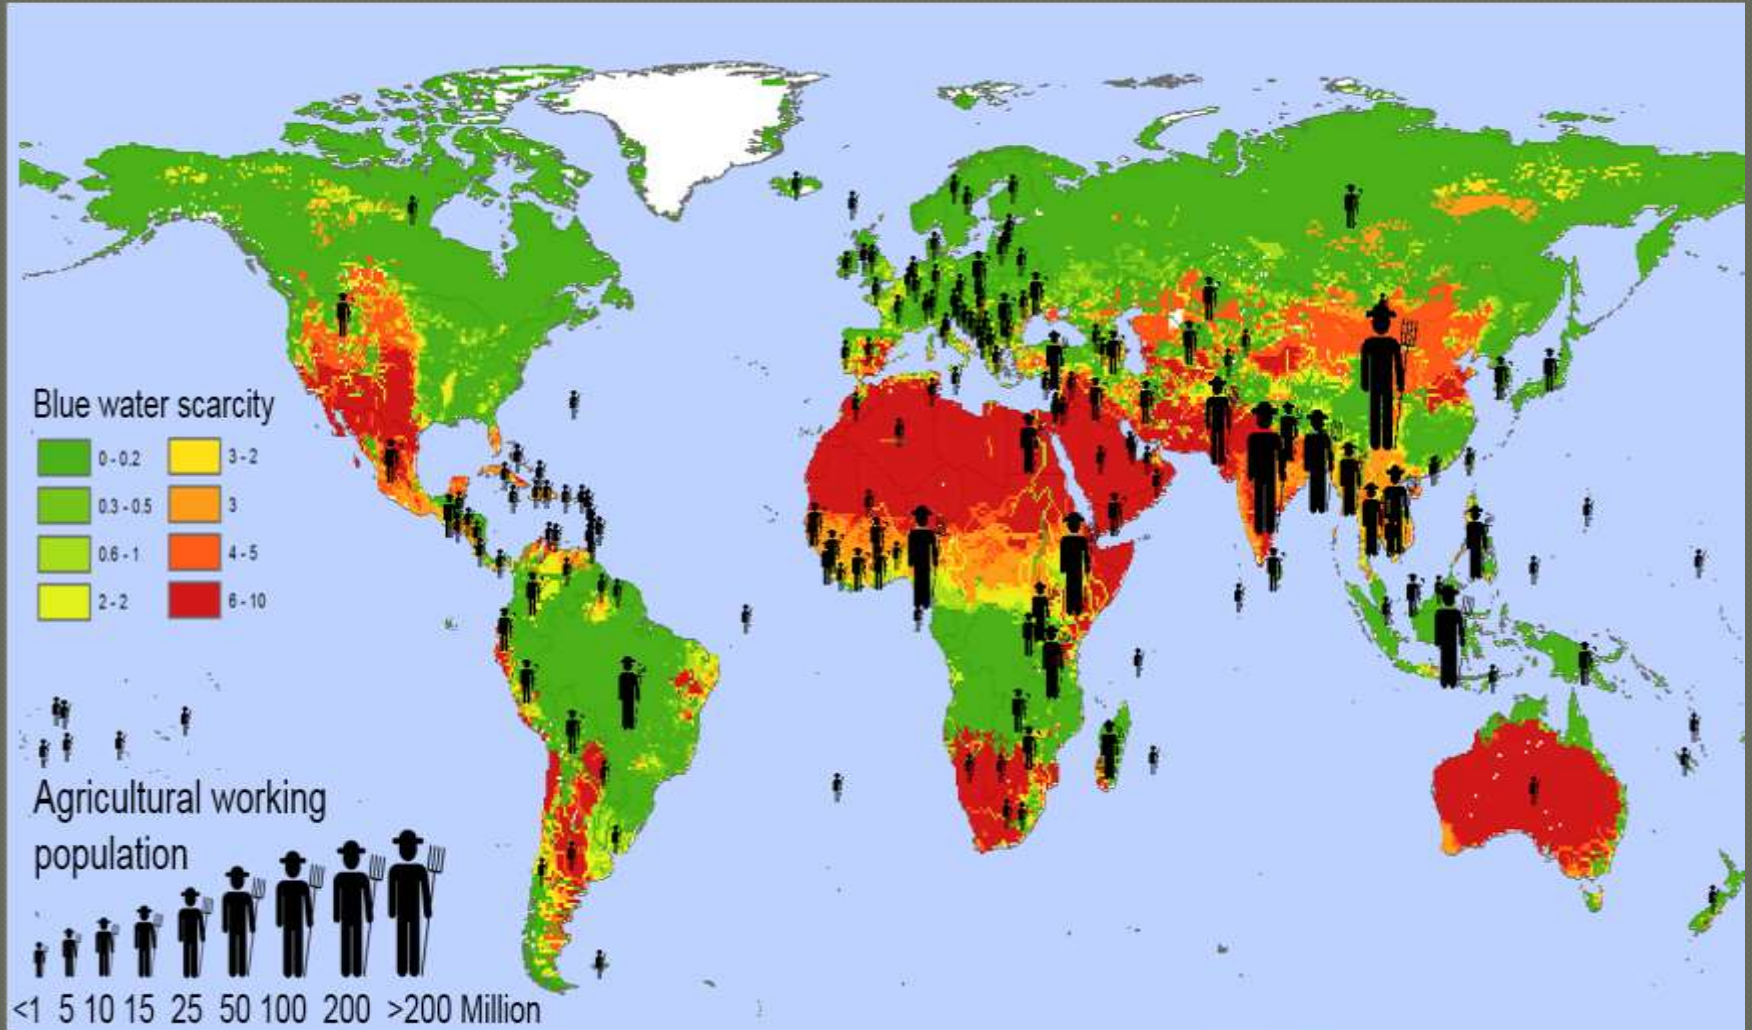 Blue water scarcity
0 - 0.2
3 - 2
0.3 - 0.5
3
0.6 - 1
4 - 5
2 - 2
6 - 10
Agricultural working
population
<1 5 10 15 25 50 100 200 >200 Million